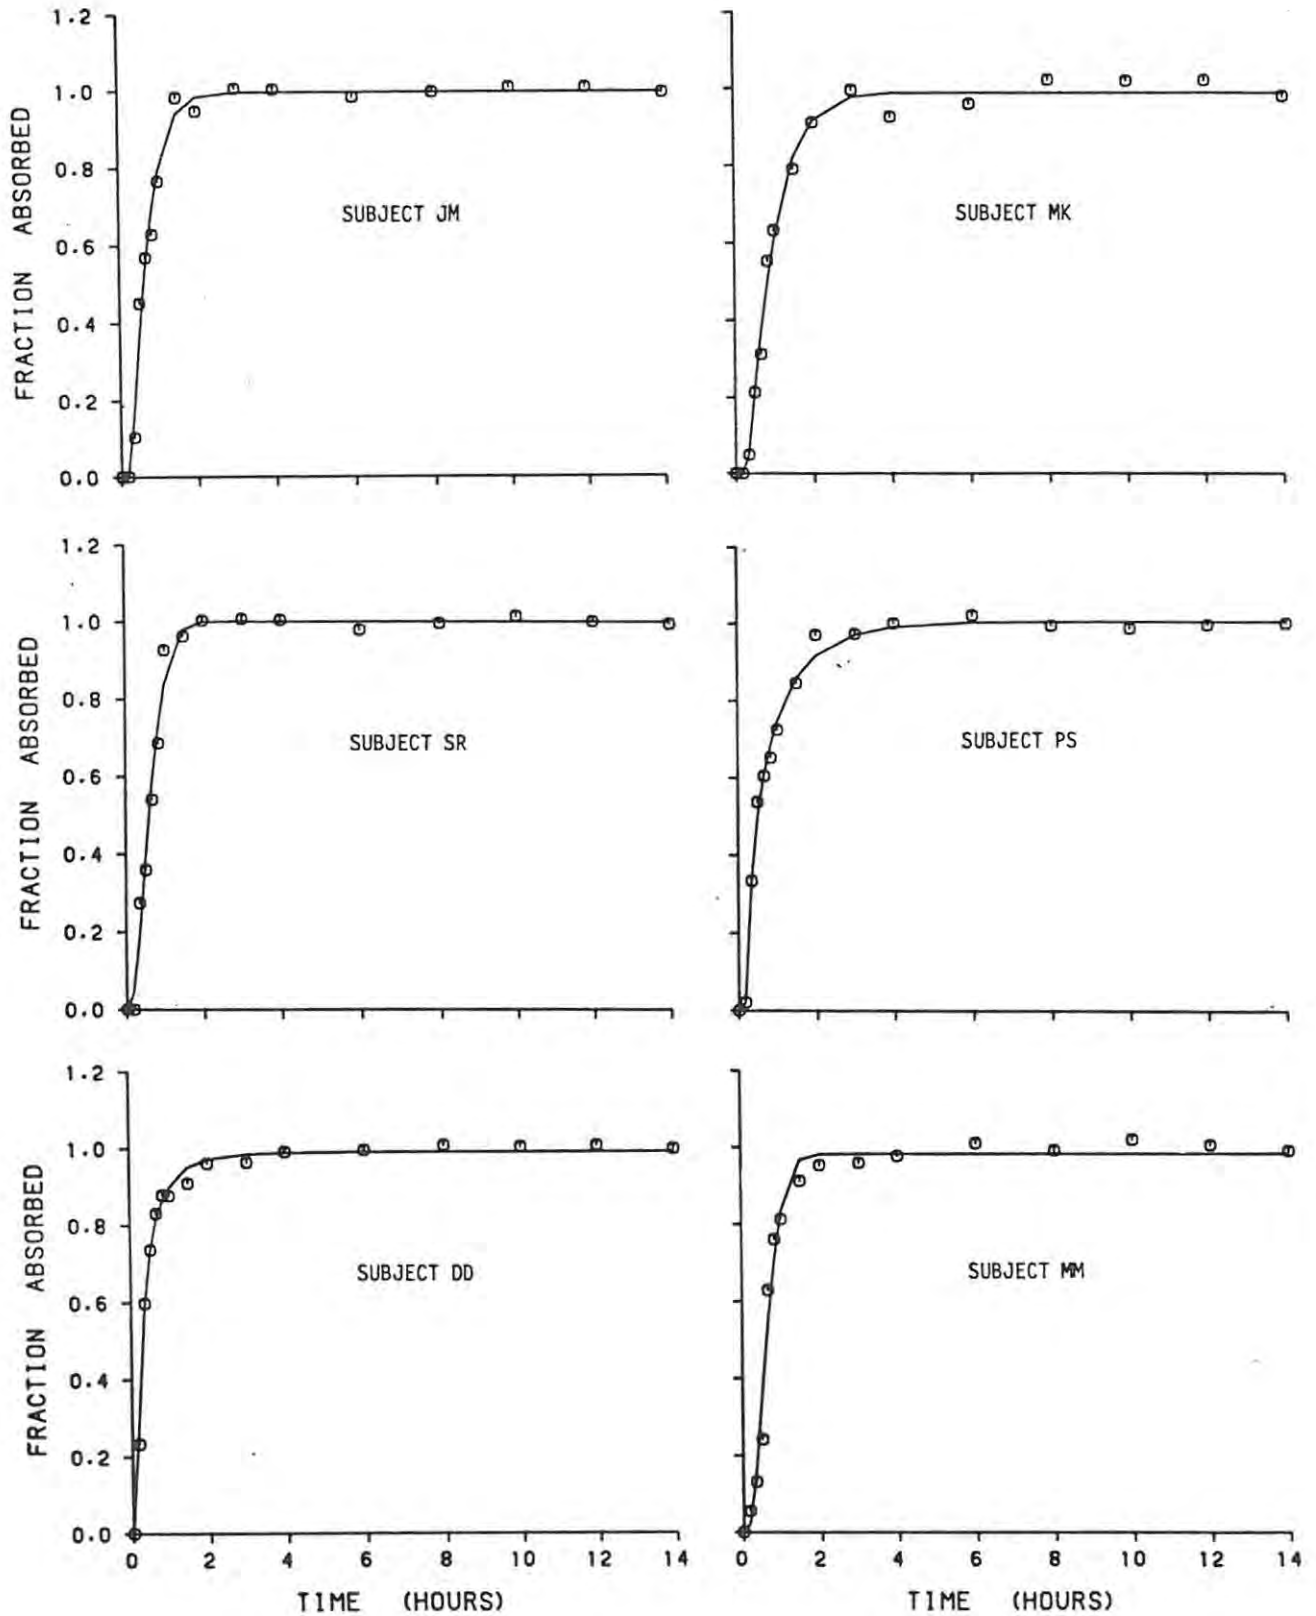 1.2
1.0
0.8
0.6
0.4
0.2
0.0
FRACTION ABSORBED
SUBJECT JM
SUBJECT MK
1.2
1.0
0.8
0.6
0.4
0.2
0.0
FRACTION ABSORBED
SUBJECT SR
SUBJECT PS
1.2
1.0
0.8
0.6
0.4
0.2
0.0
FRACTION ABSORBED
SUBJECT DD
SUBJECT MM
0 2 4 6 8 10 12 14
TIME (HOURS)
0 2 4 6 8 10 12 14
TIME (HOURS)